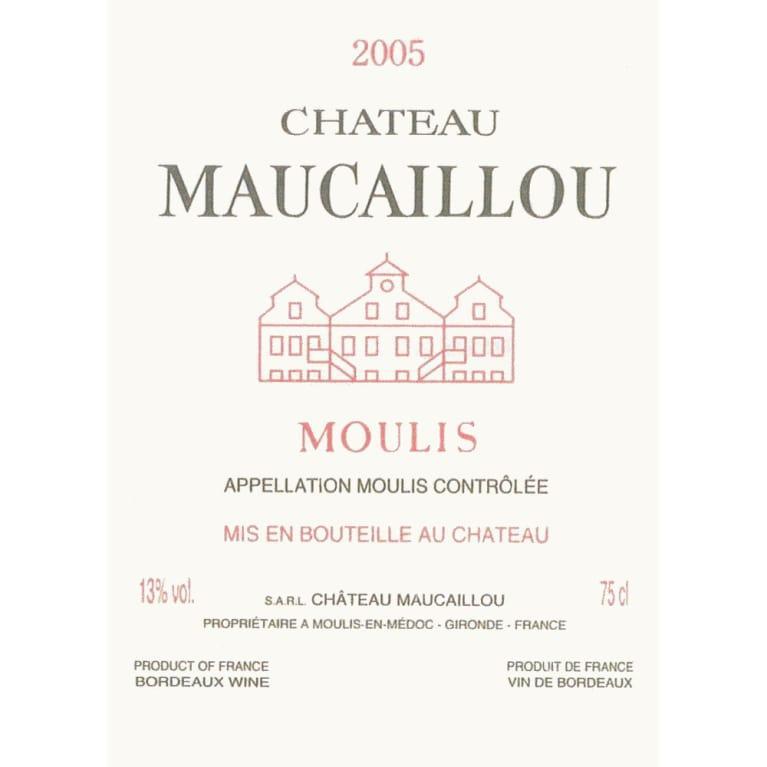 2005
CHATEAU
MAUCAILLOU
MOULIS
APPELLATION MOULIS CONTRÔLÉE
MIS EN BOUTEILLE AU CHATEAU
13% vol.
S.A.R.L. CHÂTEAU MAUCAILLOU
75 cl
PROPRIÉTAIRE A MOULIS-EN-MÉDOC - GIRONDE - FRANCE
PRODUCT OF FRANCE
BORDEAUX WINE
PRODUIT DE FRANCE
VIN DE BORDEAUX